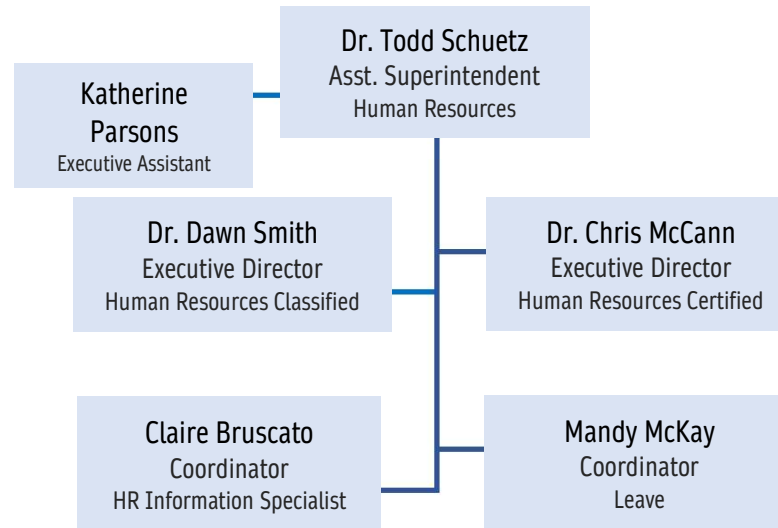 Dr. Todd Schuetz
Asst. Superintendent
Human Resources
Katherine
Parsons
Executive Assistant
Dr. Dawn Smith
Executive Director
Human Resources Classified
Dr. Chris McCann
Executive Director
Human Resources Certified
Claire Bruscato
Coordinator
HR Information Specialist
Mandy McKay
Coordinator
Leave